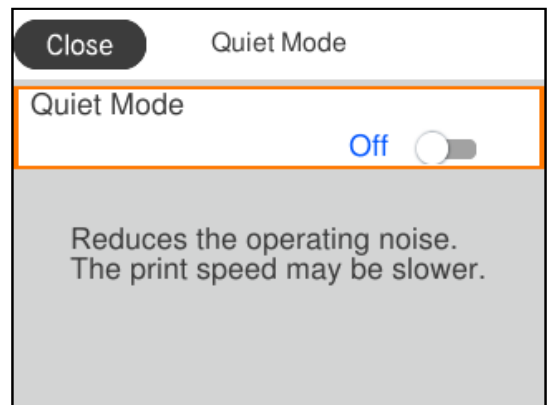 Close Quiet Mode
Quiet Mode
Off
Reduces the operating noise.
The print speed may be slower.